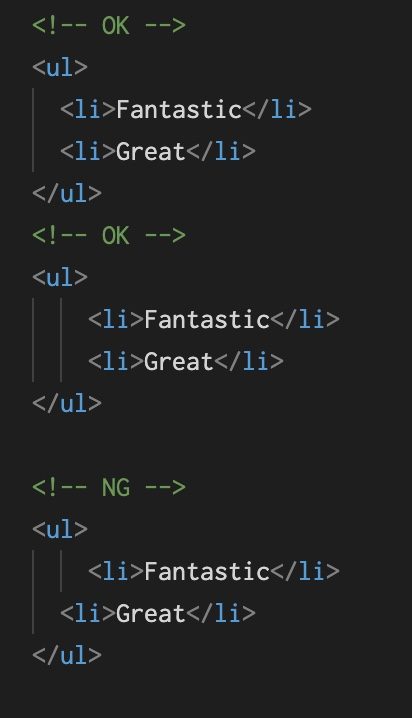 <!-- OK -->
<ul>
  <li>Fantastic</li>
  <li>Great</li>
</ul>
<!-- OK -->
<ul>
    <li>Fantastic</li>
    <li>Great</li>
</ul>

<!-- NG -->
<ul>
    <li>Fantastic</li>
  <li>Great</li>
</ul>